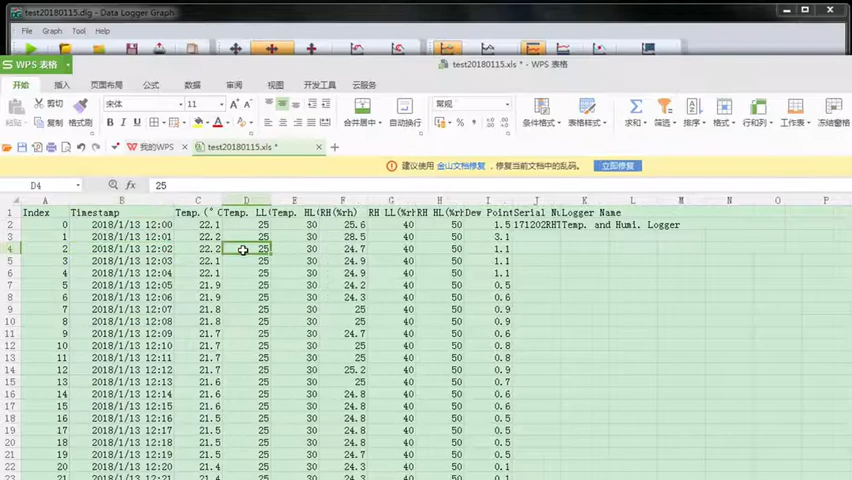 test20180115.dlg - Data Logger Graph
File Graph Tools Help
test20180115.xls * - WPS 表格
S WPS 表格
开始 插入 页面布局 公式 数据 审阅 视图 开发工具 云服务
粘贴 剪切 复制 格式刷 宋体 11 B I U A 合并居中 自动换行 常规 条件格式 表格样式 求和 筛选 排序 格式 行和列 工作表 冻结窗格
我的WPS test20180115.xls *
建议使用 金山文档修复 ，修复当前文档中的乱码。 立即修复
D4 fx 25
A B C D E F G H I J K L M N O P
1 Index Timestamp Temp.(°C Temp. LL( Temp. HL( RH(%rh) RH LL(%rh RH HL(%rh Dew Point Serial Nu Logger Name
2 0 2018/1/13 12:00 22.1 25 30 25.6 40 50 1.5 171202RHT Temp. and Humi. Logger
3 1 2018/1/13 12:01 22.2 25 30 28.5 40 50 3.1
4 2 2018/1/13 12:02 22.2 25 30 24.7 40 50 1.1
5 3 2018/1/13 12:03 22.1 25 30 24.9 40 50 1.1
6 4 2018/1/13 12:04 22.1 25 30 24.9 40 50 1.1
7 5 2018/1/13 12:05 21.9 25 30 24.2 40 50 0.5
8 6 2018/1/13 12:06 21.9 25 30 24.3 40 50 0.6
9 7 2018/1/13 12:07 21.8 25 30 25 40 50 0.9
10 8 2018/1/13 12:08 21.8 25 30 25 40 50 0.9
11 9 2018/1/13 12:09 21.7 25 30 24.7 40 50 0.6
12 10 2018/1/13 12:10 21.7 25 30 25 40 50 0.8
13 11 2018/1/13 12:11 21.7 25 30 25 40 50 0.8
14 12 2018/1/13 12:12 21.7 25 30 25.2 40 50 0.9
15 13 2018/1/13 12:13 21.6 25 30 25 40 50 0.7
16 14 2018/1/13 12:14 21.6 25 30 24.8 40 50 0.6
17 15 2018/1/13 12:15 21.6 25 30 24.8 40 50 0.6
18 16 2018/1/13 12:16 21.5 25 30 24.8 40 50 0.5
19 17 2018/1/13 12:17 21.5 25 30 24.8 40 50 0.5
20 18 2018/1/13 12:18 21.5 25 30 24.8 40 50 0.5
21 19 2018/1/13 12:19 21.5 25 30 24.7 40 50 0.5
22 20 2018/1/13 12:20 21.4 25 30 24.3 40 50 0.1
23 21 2018/1/13 12:21 21.4 25 30 24.3 40 50 0.1